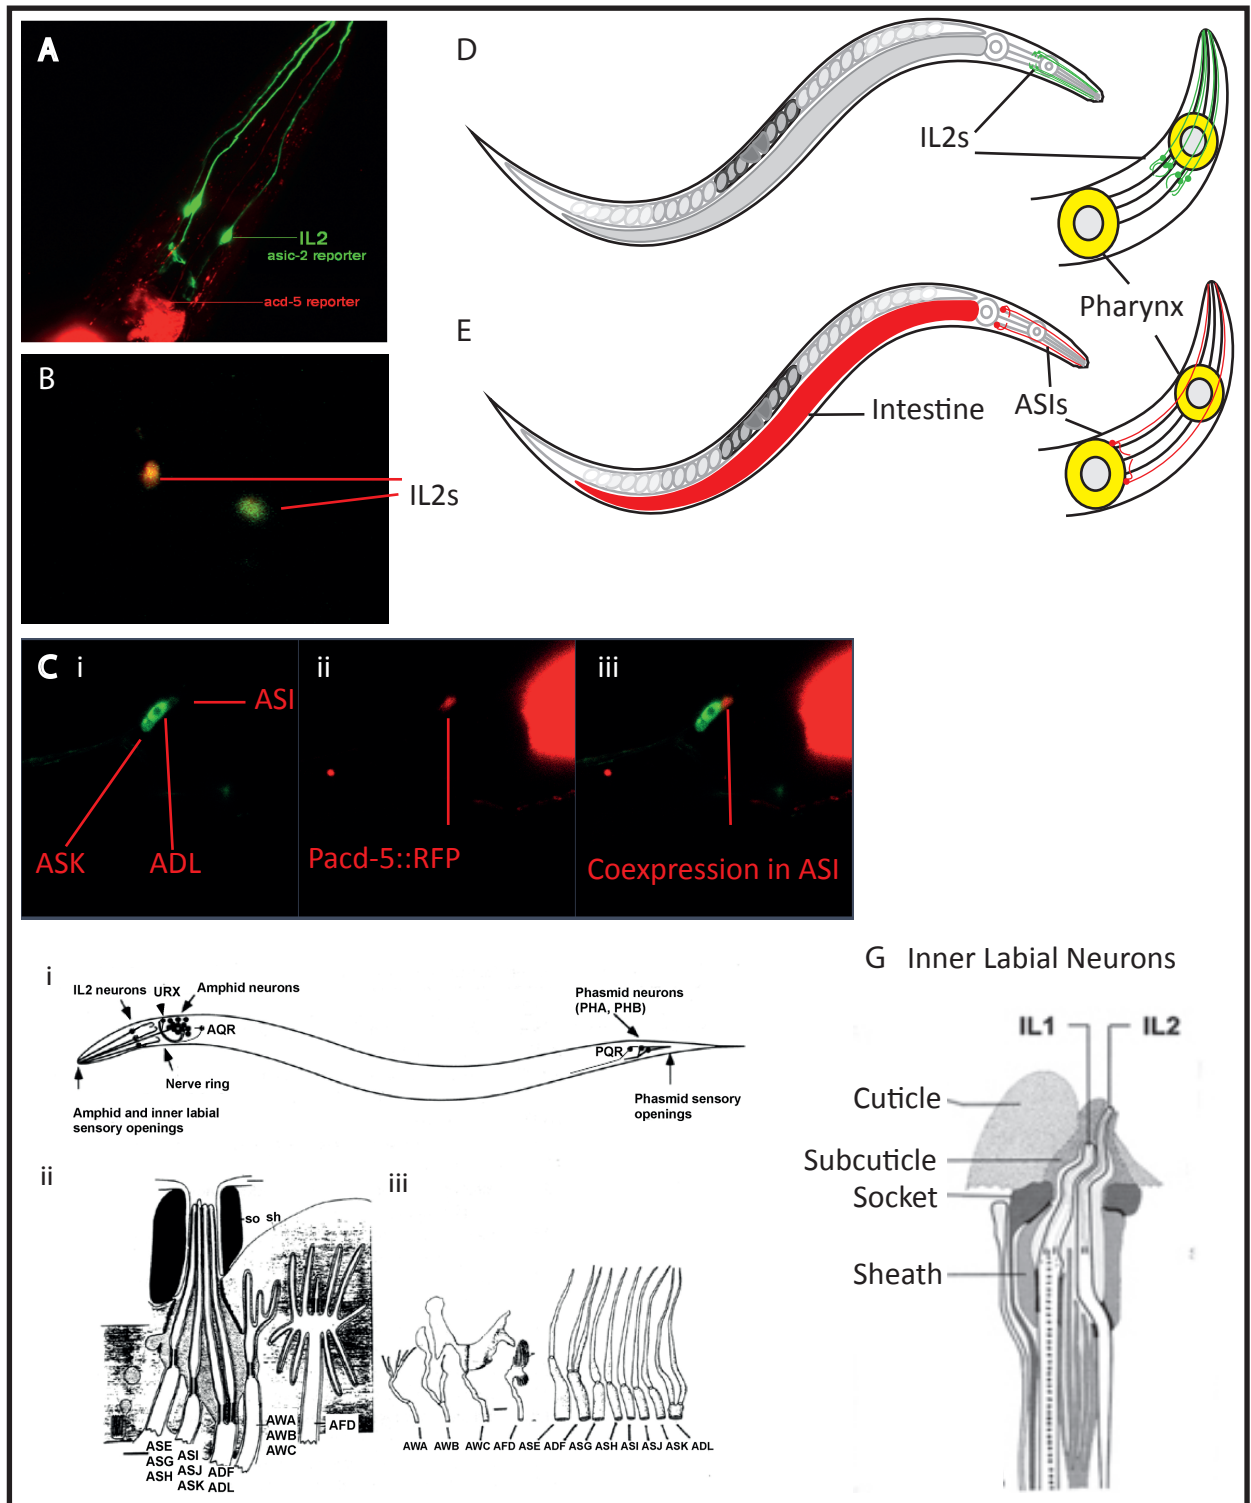 A
IL2
asic-2 reporter
acd-5 reporter
B
IL2s
C i
ASI
ASK
ADL
ii
Pacd-5::RFP
iii
Coexpression in ASI
D
IL2s
Pharynx
E
Intestine
ASIs
i
IL2 neurons
URX
Amphid neurons
AQR
Nerve ring
Amphid and inner labial
sensory openings
Phasmid neurons
(PHA, PHB)
PQR
Phasmid sensory
openings
ii
so sh
ASE
ASG
ASH
ASI
ASJ
ASK
ADF
ADL
AWA
AWB
AWC
AFD
iii
AWA AWB AWC AFD ASE ADF ASG ASH ASI ASJ ASK ADL
G Inner Labial Neurons
IL1
IL2
Cuticle
Subcuticle
Socket
Sheath